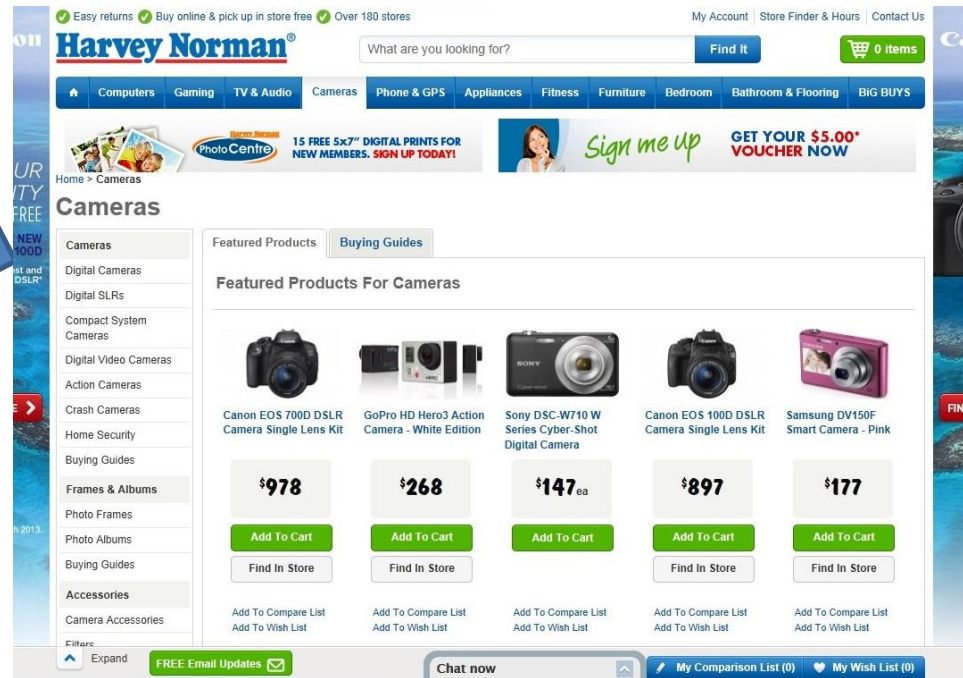 Easy returns Buy online & pick up in store free Over 180 stores
My Account Store Finder & Hours Contact Us
Harvey Norman®
What are you looking for?
Find It
0 items
Computers Gaming TV & Audio Cameras Phone & GPS Appliances Fitness Furniture Bedroom Bathroom & Flooring BiG BUYS
Harvey Norman
PhotoCentre
15 FREE 5x7" DIGITAL PRINTS FOR
NEW MEMBERS. SIGN UP TODAY!
Sign me up
GET YOUR $5.00*
VOUCHER NOW
Home > Cameras
Cameras
FREE
NEW
100D
DSLR*
Cameras
Digital Cameras
Digital SLRs
Compact System
Cameras
Digital Video Cameras
Action Cameras
Crash Cameras
Home Security
Buying Guides
Frames & Albums
Photo Frames
Photo Albums
Buying Guides
Accessories
Camera Accessories
Filters
Featured Products Buying Guides
Featured Products For Cameras
Canon EOS 700D DSLR
Camera Single Lens Kit
$978
Add To Cart
Find In Store
Add To Compare List
Add To Wish List
GoPro HD Hero3 Action
Camera - White Edition
$268
Add To Cart
Find In Store
Add To Compare List
Add To Wish List
SONY
Sony DSC-W710 W
Series Cyber-Shot
Digital Camera
$147ea
Add To Cart
Add To Compare List
Add To Wish List
Canon EOS 100D DSLR
Camera Single Lens Kit
$897
Add To Cart
Find In Store
Add To Compare List
Add To Wish List
Samsung DV150F
Smart Camera - Pink
$177
Add To Cart
Find In Store
Add To Compare List
Add To Wish List
2013.
Expand
FREE Email Updates
Chat now
My Comparison List (0)
My Wish List (0)